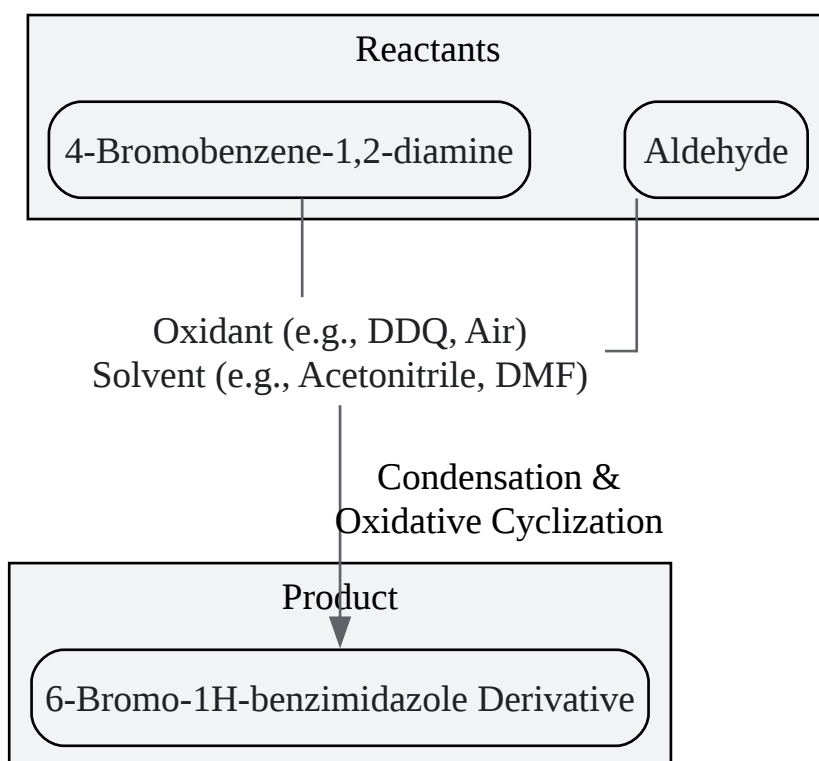 Reactants
4-Bromobenzene-1,2-diamine
Aldehyde
Oxidant (e.g., DDQ, Air)
Solvent (e.g., Acetonitrile, DMF)
Condensation &
Oxidative Cyclization
Product
6-Bromo-1H-benzimidazole Derivative